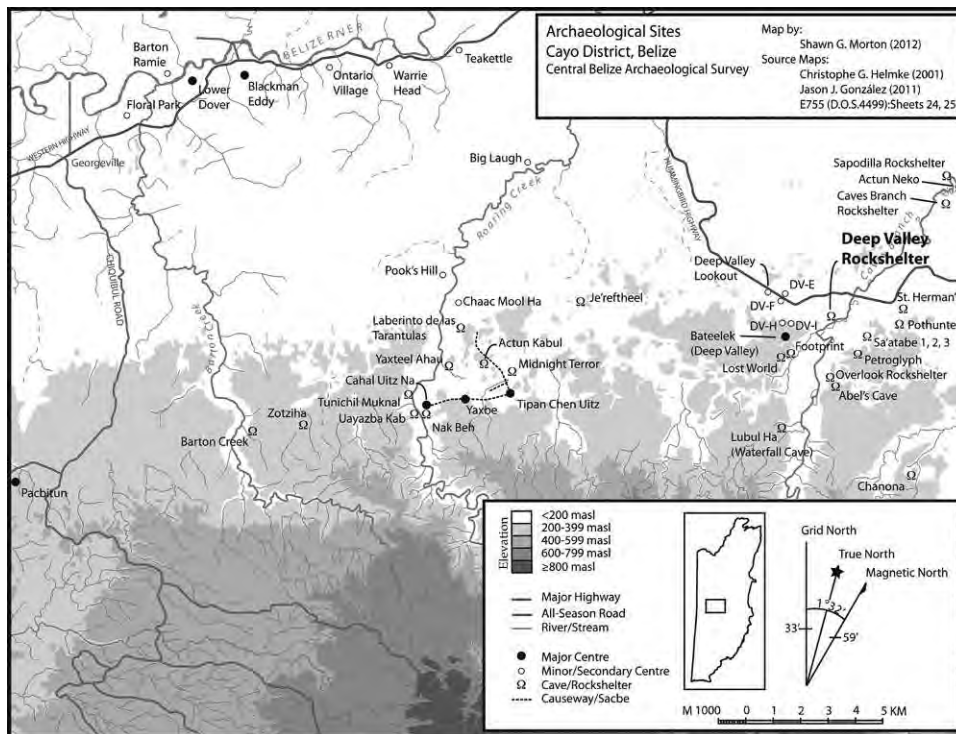 Archaeological Sites
Cayo District, Belize
Central Belize Archaeological Survey
Map by:
Shawn G. Morton (2012)
Source Maps:
Christophe G. Helmke (2001)
Jason J. González (2011)
E755 (D.O.S.4499):Sheets 24, 25
Barton
Ramie
BELIZE RIVER
Teakettle
Lower
Dover
Blackman
Eddy
Ontario
Village
Warrie
Head
Floral Park
WESTERN HIGHWAY
Georgeville
Big Laugh
Roaring Creek
HUMMINGBIRD HIGHWAY
Sapodilla Rockshelter
Actun Neko
Caves Branch
Rockshelter
Caves Branch
Deep Valley
Rockshelter
CHIQUIBUL ROAD
Pook's Hill
Deep Valley
Lookout
DV-E
DV-F
St. Herman's
Chaac Mool Ha
Je'reftheel
Laberinto de las
Tarantulas
DV-H
DV-I
Pothunter
Bateelek
(Deep Valley)
Footprint
Sa'atabe 1, 2, 3
Actun Kabul
Barton Creek
Yaxteel Ahau
Midnight Terror
Lost World
Petroglyph
Cahal Uitz Na
Overlook Rockshelter
Abel's Cave
Tunichil Muknal
Uayazba Kab
Yaxbe
Tipan Chen Uitz
Zotziha
Nak Beh
Barton Creek
Lubul Ha
(Waterfall Cave)
Chanona
Pacbitun
Elevation
<200 masl
200-399 masl
400-599 masl
600-799 masl
≥800 masl
Major Highway
All-Season Road
River/Stream
Major Centre
Minor/Secondary Centre
Cave/Rockshelter
Causeway/Sacbe
Grid North
True North
Magnetic North
1°32'
33'
59'
M 1000 0 1 2 3 4 5 KM